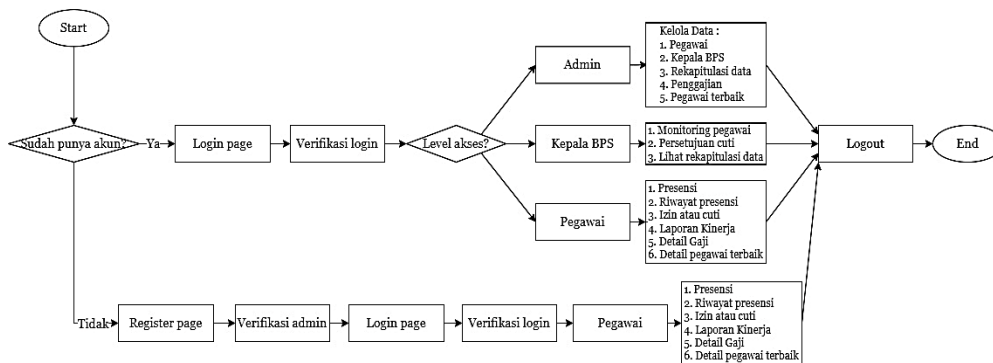 Start
Sudah punya akun?
Ya
Login page
Verifikasi login
Level akses?
Admin
Kelola Data :
1. Pegawai
2. Kepala BPS
3. Rekapitulasi data
4. Penggajian
5. Pegawai terbaik
Kepala BPS
1. Monitoring pegawai
2. Persetujuan cuti
3. Lihat rekapitulasi data
Pegawai
1. Presensi
2. Riwayat presensi
3. Izin atau cuti
4. Laporan Kinerja
5. Detail Gaji
6. Detail pegawai terbaik
Logout
End
Tidak
Register page
Verifikasi admin
Login page
Verifikasi login
Pegawai
1. Presensi
2. Riwayat presensi
3. Izin atau cuti
4. Laporan Kinerja
5. Detail Gaji
6. Detail pegawai terbaik